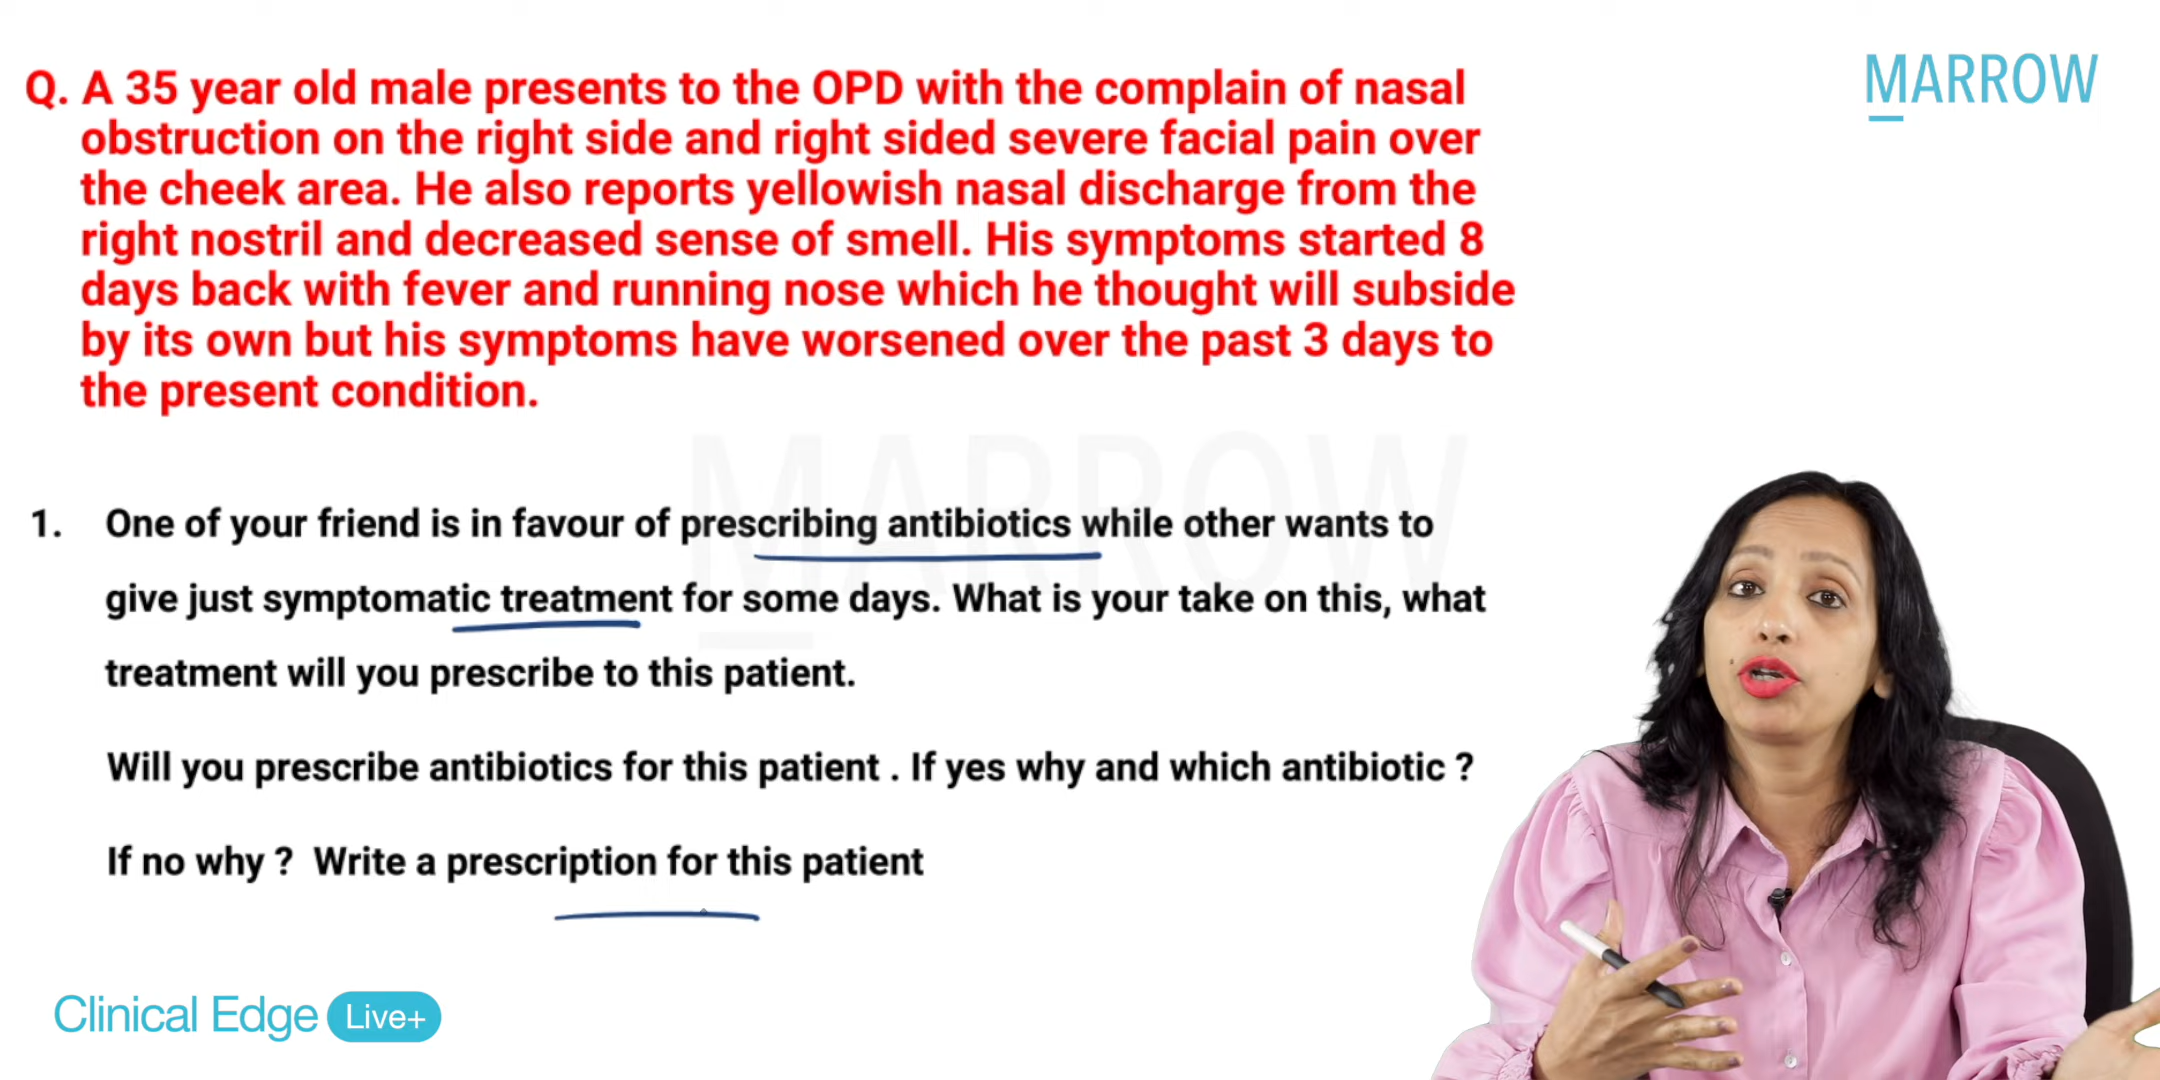 MARROW
Q. A 35 year old male presents to the OPD with the complain of nasal
obstruction on the right side and right sided severe facial pain over
the cheek area. He also reports yellowish nasal discharge from the
right nostril and decreased sense of smell. His symptoms started 8
days back with fever and running nose which he thought will subside
by its own but his symptoms have worsened over the past 3 days to
the present condition.
MARROW
1. One of your friend is in favour of prescribing antibiotics while other wants to
give just symptomatic treatment for some days. What is your take on this, what
treatment will you prescribe to this patient.
Will you prescribe antibiotics for this patient . If yes why and which antibiotic ?
If no why ? Write a prescription for this patient
Clinical Edge Live+